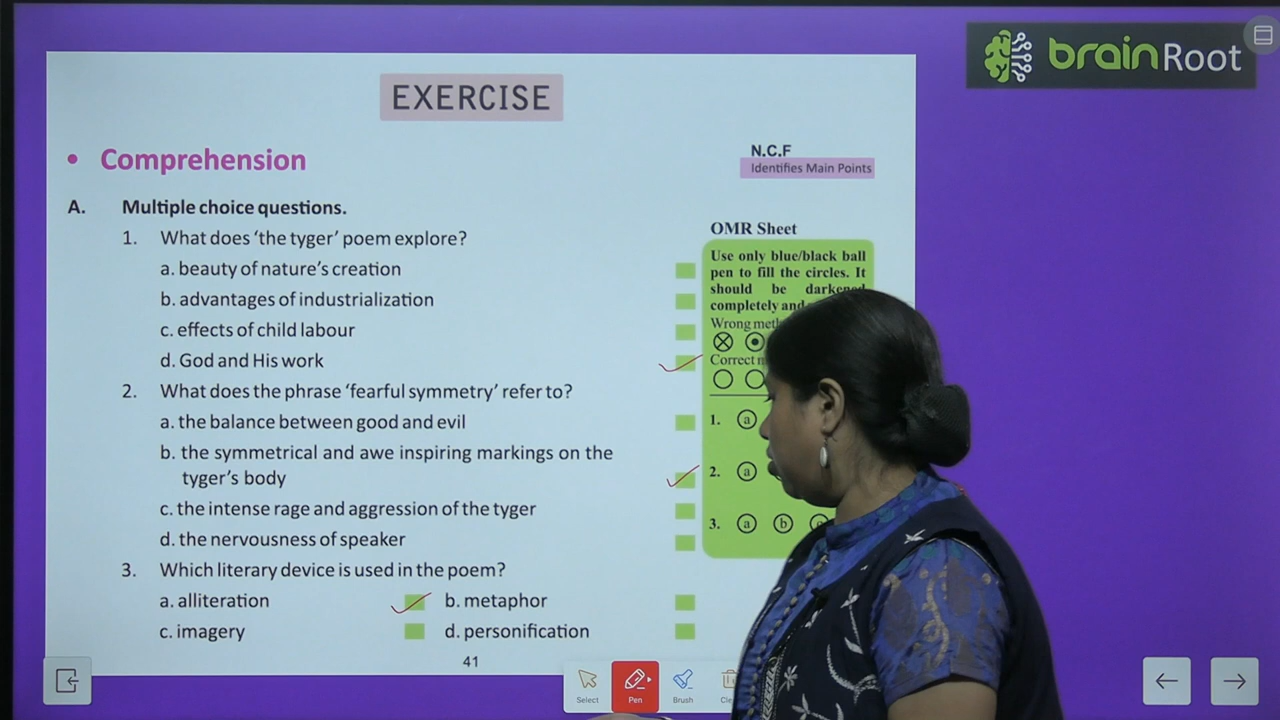 brainRoot
EXERCISE
• Comprehension
N.C.F
Identifies Main Points
A. Multiple choice questions.
1. What does ‘the tyger’ poem explore?
a. beauty of nature’s creation
b. advantages of industrialization
c. effects of child labour
d. God and His work
2. What does the phrase ‘fearful symmetry’ refer to?
a. the balance between good and evil
b. the symmetrical and awe inspiring markings on the
tyger’s body
c. the intense rage and aggression of the tyger
d. the nervousness of speaker
3. Which literary device is used in the poem?
a. alliteration b. metaphor
c. imagery d. personification
41
OMR Sheet
Use only blue/black ball
pen to fill the circles. It
should be darkened
completely and
Wrong
Correct
1. a
2. a
3. a b
Select Pen Brush